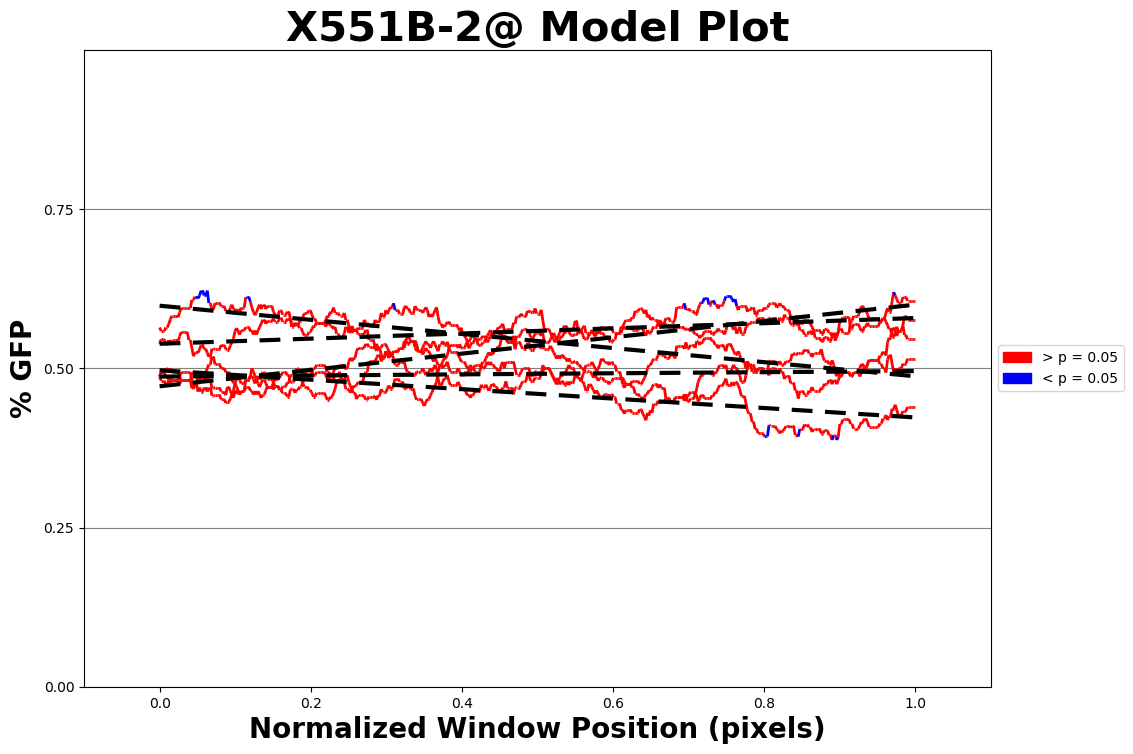 X551B-2@ Model Plot
% GFP
0.75
0.50
0.25
0.00
0.0 0.2 0.4 0.6 0.8 1.0
Normalized Window Position (pixels)
> p = 0.05
< p = 0.05